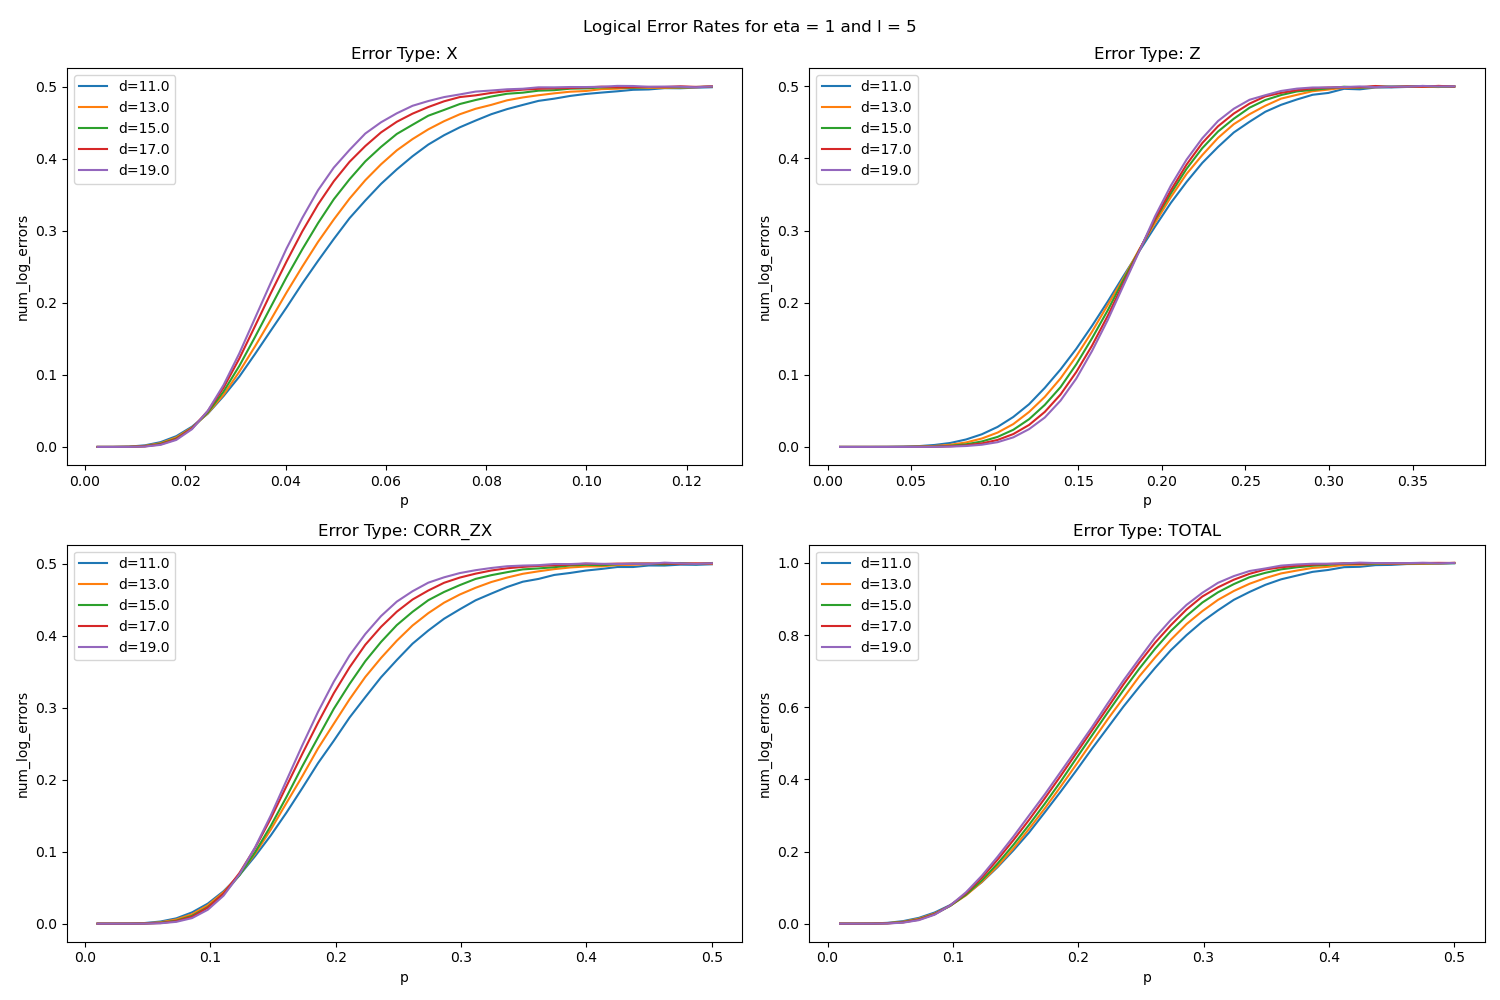 Logical Error Rates for eta = 1 and l = 5
Error Type: X
d=11.0
d=13.0
d=15.0
d=17.0
d=19.0
num_log_errors
0.5
0.4
0.3
0.2
0.1
0.0
0.00 0.02 0.04 0.06 0.08 0.10 0.12
p
Error Type: Z
d=11.0
d=13.0
d=15.0
d=17.0
d=19.0
num_log_errors
0.5
0.4
0.3
0.2
0.1
0.0
0.00 0.05 0.10 0.15 0.20 0.25 0.30 0.35
p
Error Type: CORR_ZX
d=11.0
d=13.0
d=15.0
d=17.0
d=19.0
num_log_errors
0.5
0.4
0.3
0.2
0.1
0.0
0.0 0.1 0.2 0.3 0.4 0.5
p
Error Type: TOTAL
d=11.0
d=13.0
d=15.0
d=17.0
d=19.0
num_log_errors
1.0
0.8
0.6
0.4
0.2
0.0
0.0 0.1 0.2 0.3 0.4 0.5
p